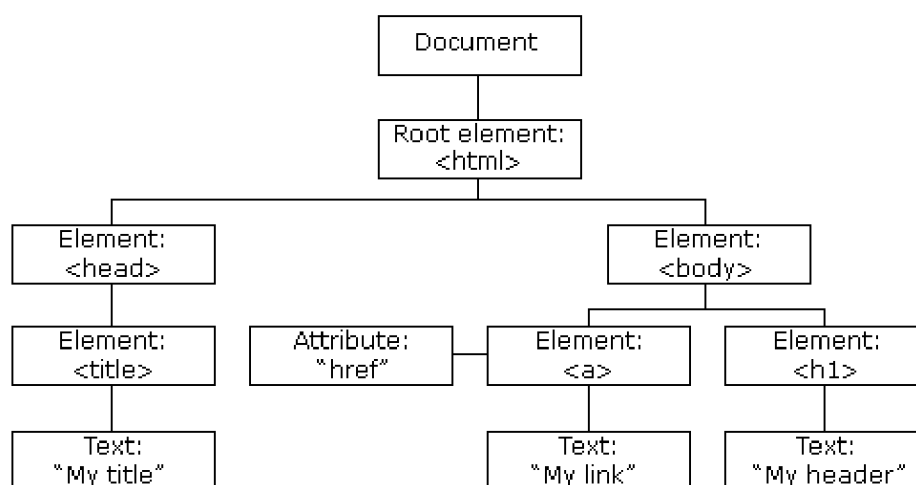 Document
Root element:
<html>
Element:
<head>
Element:
<body>
Element:
<title>
Attribute:
“href”
Element:
<a>
Element:
<h1>
Text:
“My title”
Text:
“My link”
Text:
“My header”